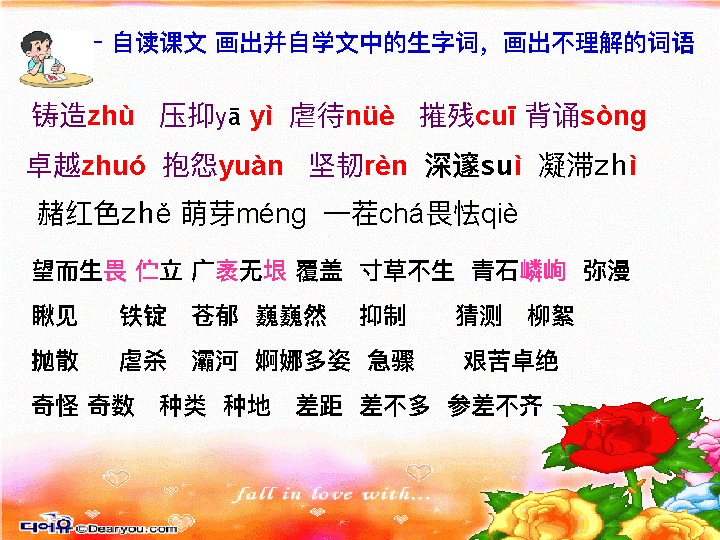 - 自读课文 画出并自学文中的生字词，画出不理解的词语
铸造zhù 压抑yā yì 虐待nüè 摧残cuī 背诵sòng
卓越zhuó 抱怨yuàn 坚韧rèn 深邃suì 凝滞zhì
赭红色zhě 萌芽méng 一茬chá畏怯qiè
望而生畏 伫立 广袤无垠 覆盖 寸草不生 青石嶙峋 弥漫
瞅见 铁锭 苍郁 巍巍然 抑制 猜测 柳絮
抛散 虐杀 灞河 婀娜多姿 急骤 艰苦卓绝
奇怪 奇数 种类 种地 差距 差不多 参差不齐
fall in love with...
디어유 ©Dearyou.com